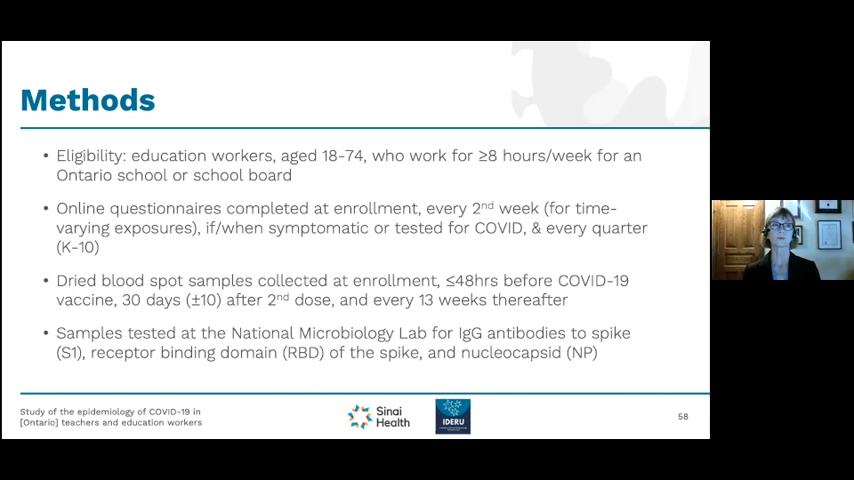 Methods
• Eligibility: education workers, aged 18-74, who work for ≥8 hours/week for an
Ontario school or school board
• Online questionnaires completed at enrollment, every 2nd week (for time-
varying exposures), if/when symptomatic or tested for COVID, & every quarter
(K-10)
• Dried blood spot samples collected at enrollment, ≤48hrs before COVID-19
vaccine, 30 days (±10) after 2nd dose, and every 13 weeks thereafter
• Samples tested at the National Microbiology Lab for IgG antibodies to spike
(S1), receptor binding domain (RBD) of the spike, and nucleocapsid (NP)
Study of the epidemiology of COVID-19 in
[Ontario] teachers and education workers
Sinai
Health
IDERU
58